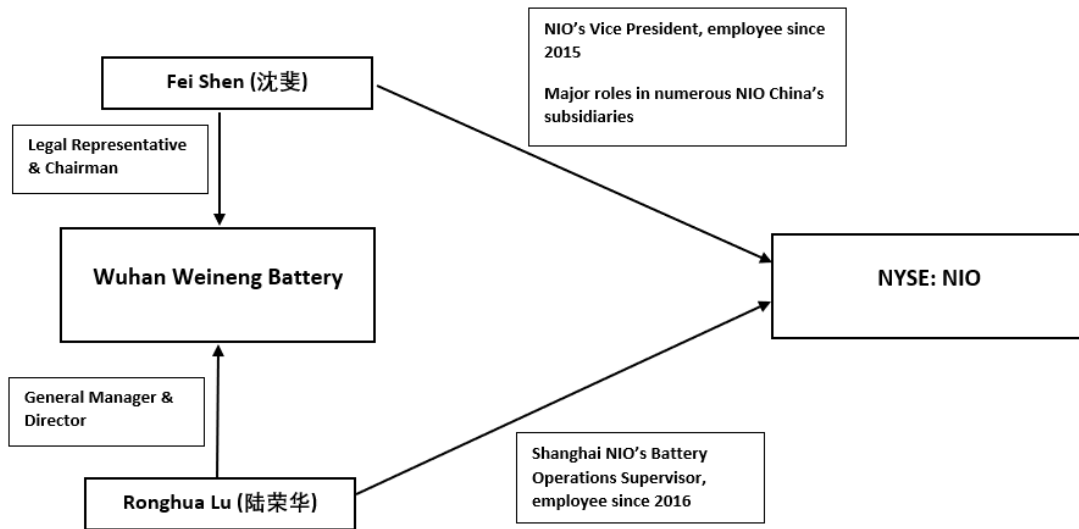 NIO's Vice President, employee since
2015
Major roles in numerous NIO China's
subsidiaries
Fei Shen (沈斐)
Legal Representative
& Chairman
Wuhan Weineng Battery
NYSE: NIO
General Manager &
Director
Shanghai NIO's Battery
Operations Supervisor,
employee since 2016
Ronghua Lu (陆荣华)